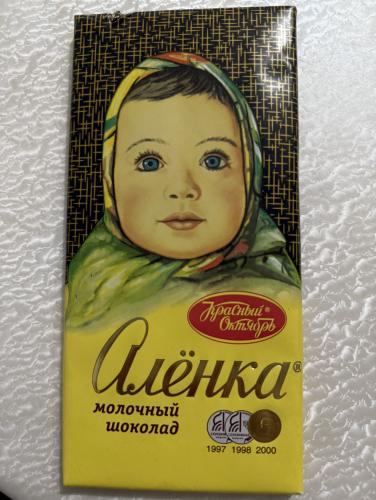 Красный®
Октябрь
Алёнка®
молочный
шоколад
1997 1998 2000